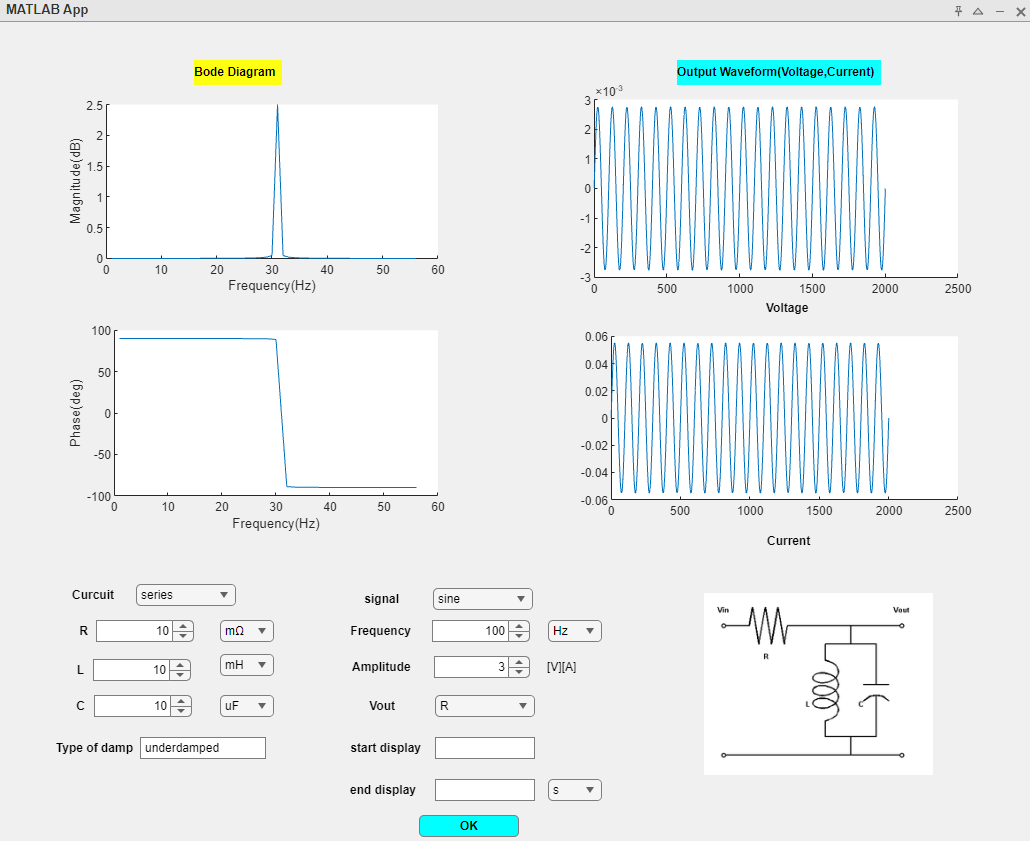 MATLAB App
Bode Diagram
2.5
2
1.5
1
0.5
0
Magnitude(dB)
0 10 20 30 40 50 60
Frequency(Hz)
100
50
0
-50
-100
Phase(deg)
0 10 20 30 40 50 60
Frequency(Hz)
Output Waveform(Voltage,Current)
×10-3
3
2
1
0
-1
-2
-3
0 500 1000 1500 2000 2500
Voltage
0.06
0.04
0.02
0
-0.02
-0.04
-0.06
0 500 1000 1500 2000 2500
Current
Curcuit series
R 10 mΩ
L 10 mH
C 10 uF
Type of damp underdamped
signal sine
Frequency 100 Hz
Amplitude 3 [V][A]
Vout R
start display
end display s
OK
Vin Vout
R
L C